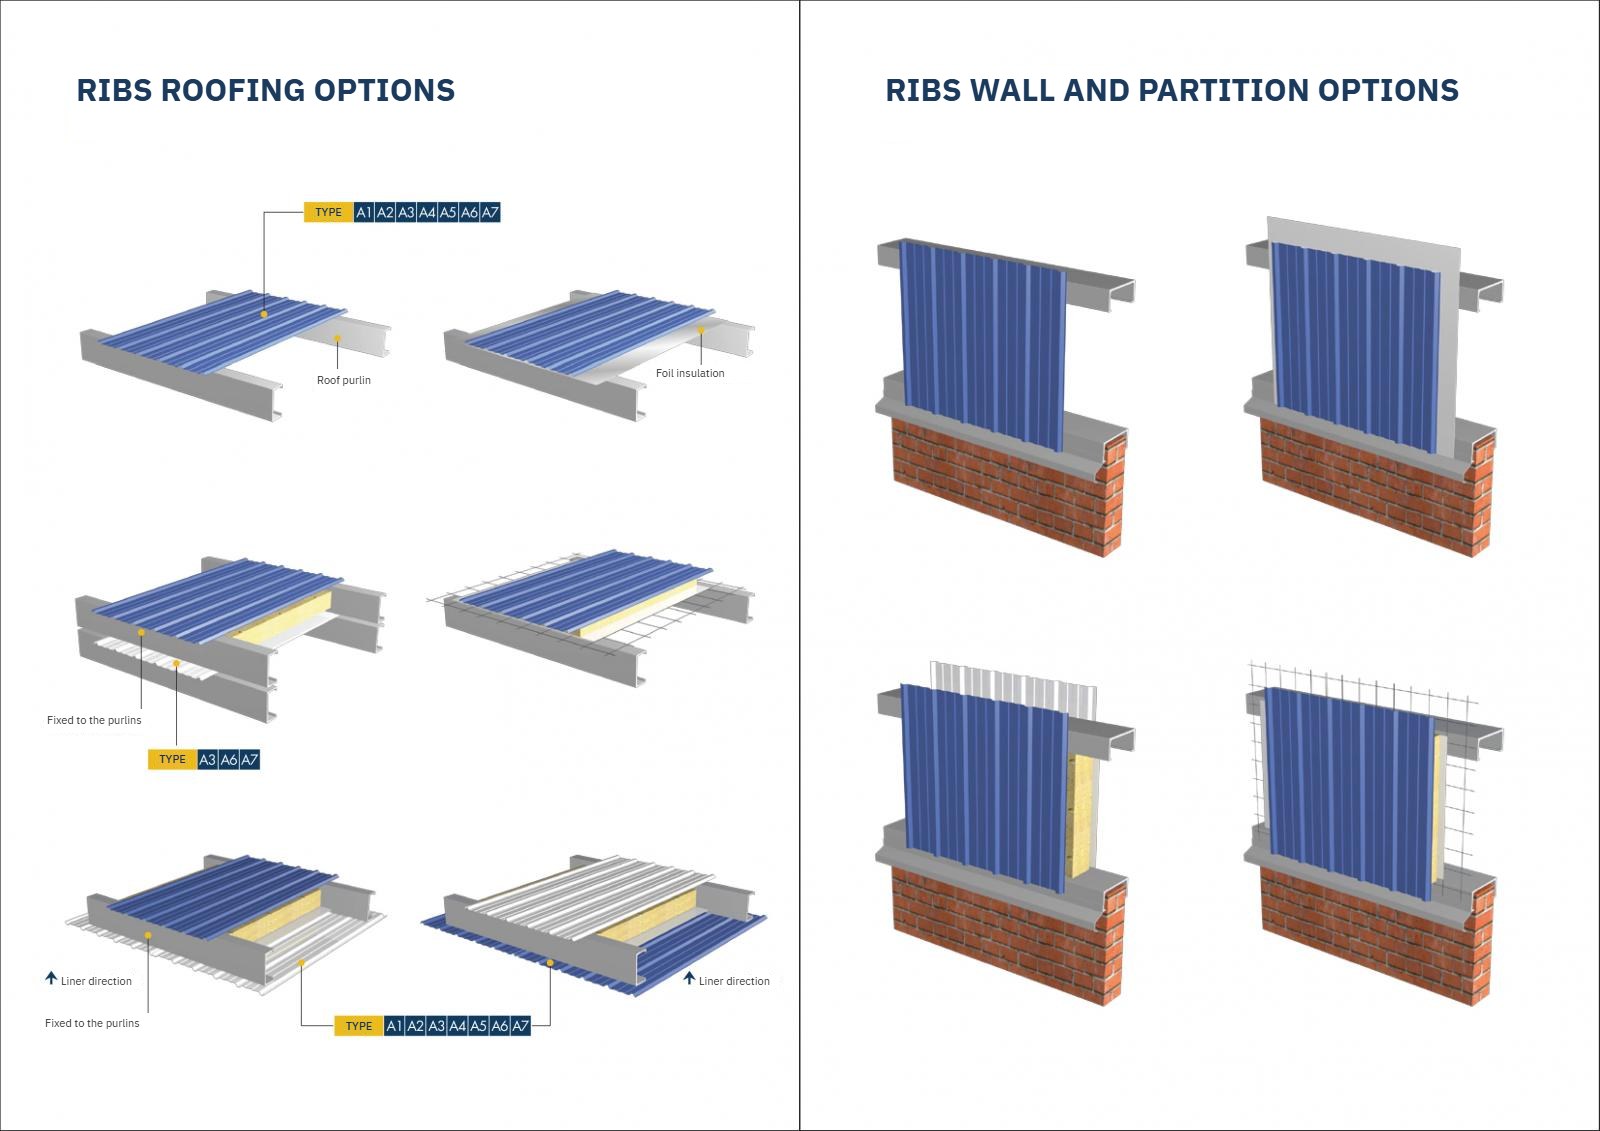 RIBS ROOFING OPTIONS
TYPE A1 A2 A3 A4 A5 A6 A7
Roof purlin
Foil insulation
Fixed to the purlins
TYPE A3 A6 A7
Liner direction
Liner direction
Fixed to the purlins
TYPE A1 A2 A3 A4 A5 A6 A7
RIBS WALL AND PARTITION OPTIONS